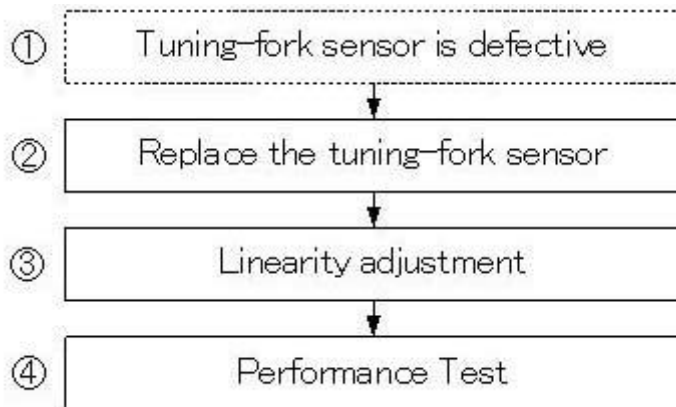 ① Tuning-fork sensor is defective
② Replace the tuning-fork sensor
③ Linearity adjustment
④ Performance Test